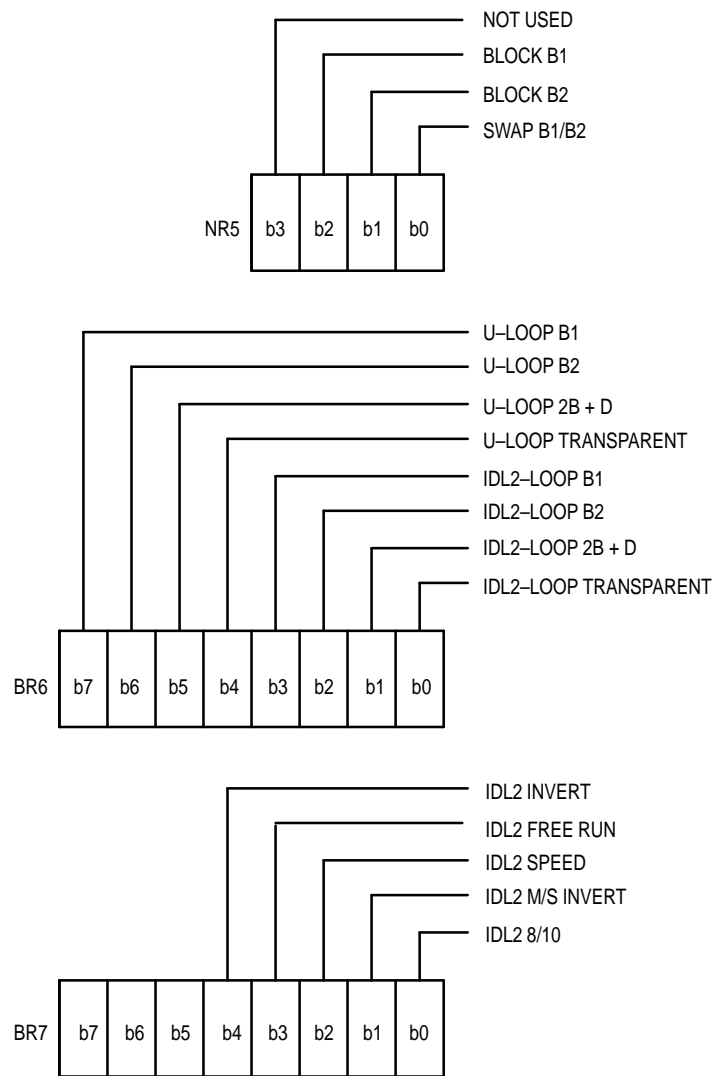 NOT USED
BLOCK B1
BLOCK B2
SWAP B1/B2
NR5 b3 b2 b1 b0
U–LOOP B1
U–LOOP B2
U–LOOP 2B + D
U–LOOP TRANSPARENT
IDL2–LOOP B1
IDL2–LOOP B2
IDL2–LOOP 2B + D
IDL2–LOOP TRANSPARENT
BR6 b7 b6 b5 b4 b3 b2 b1 b0
IDL2 INVERT
IDL2 FREE RUN
IDL2 SPEED
IDL2 M/S INVERT
IDL2 8/10
BR7 b7 b6 b5 b4 b3 b2 b1 b0